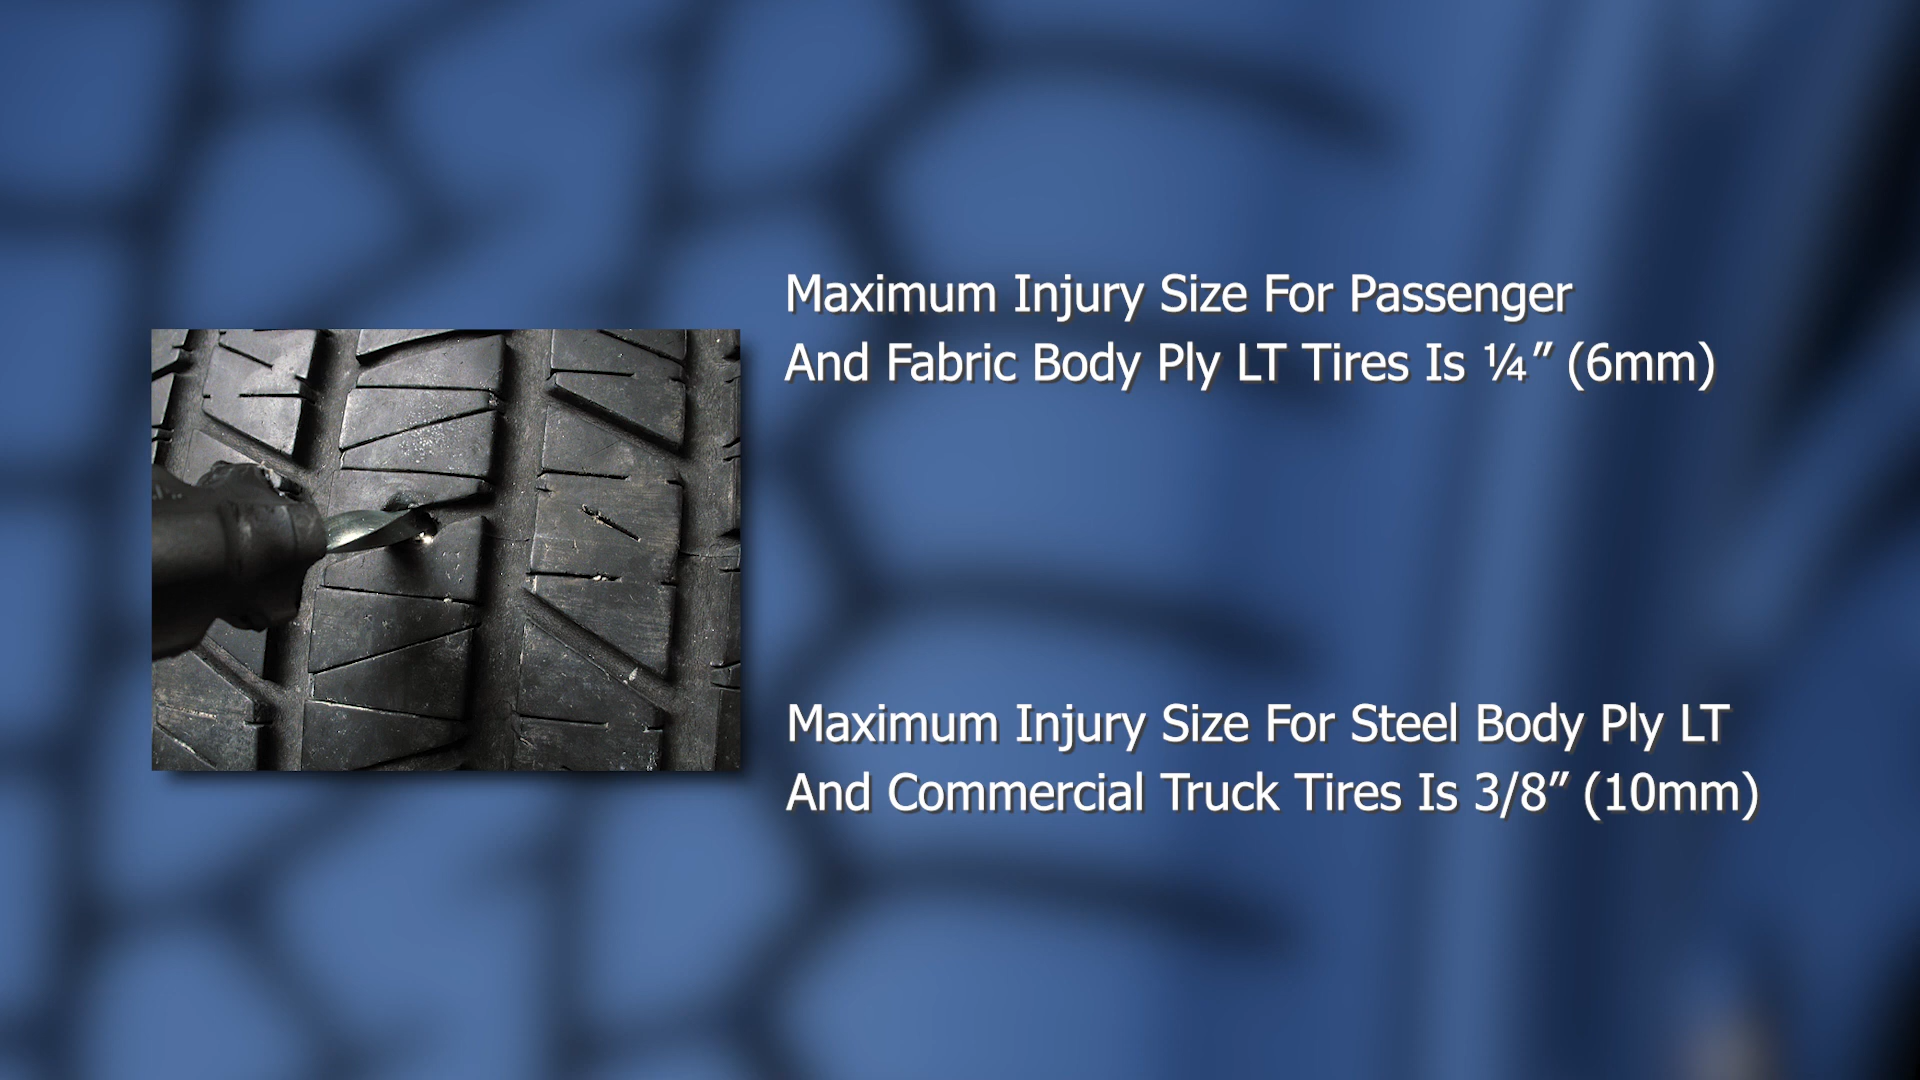 Maximum Injury Size For Passenger
And Fabric Body Ply LT Tires Is ¼” (6mm)
Maximum Injury Size For Steel Body Ply LT
And Commercial Truck Tires Is 3/8” (10mm)